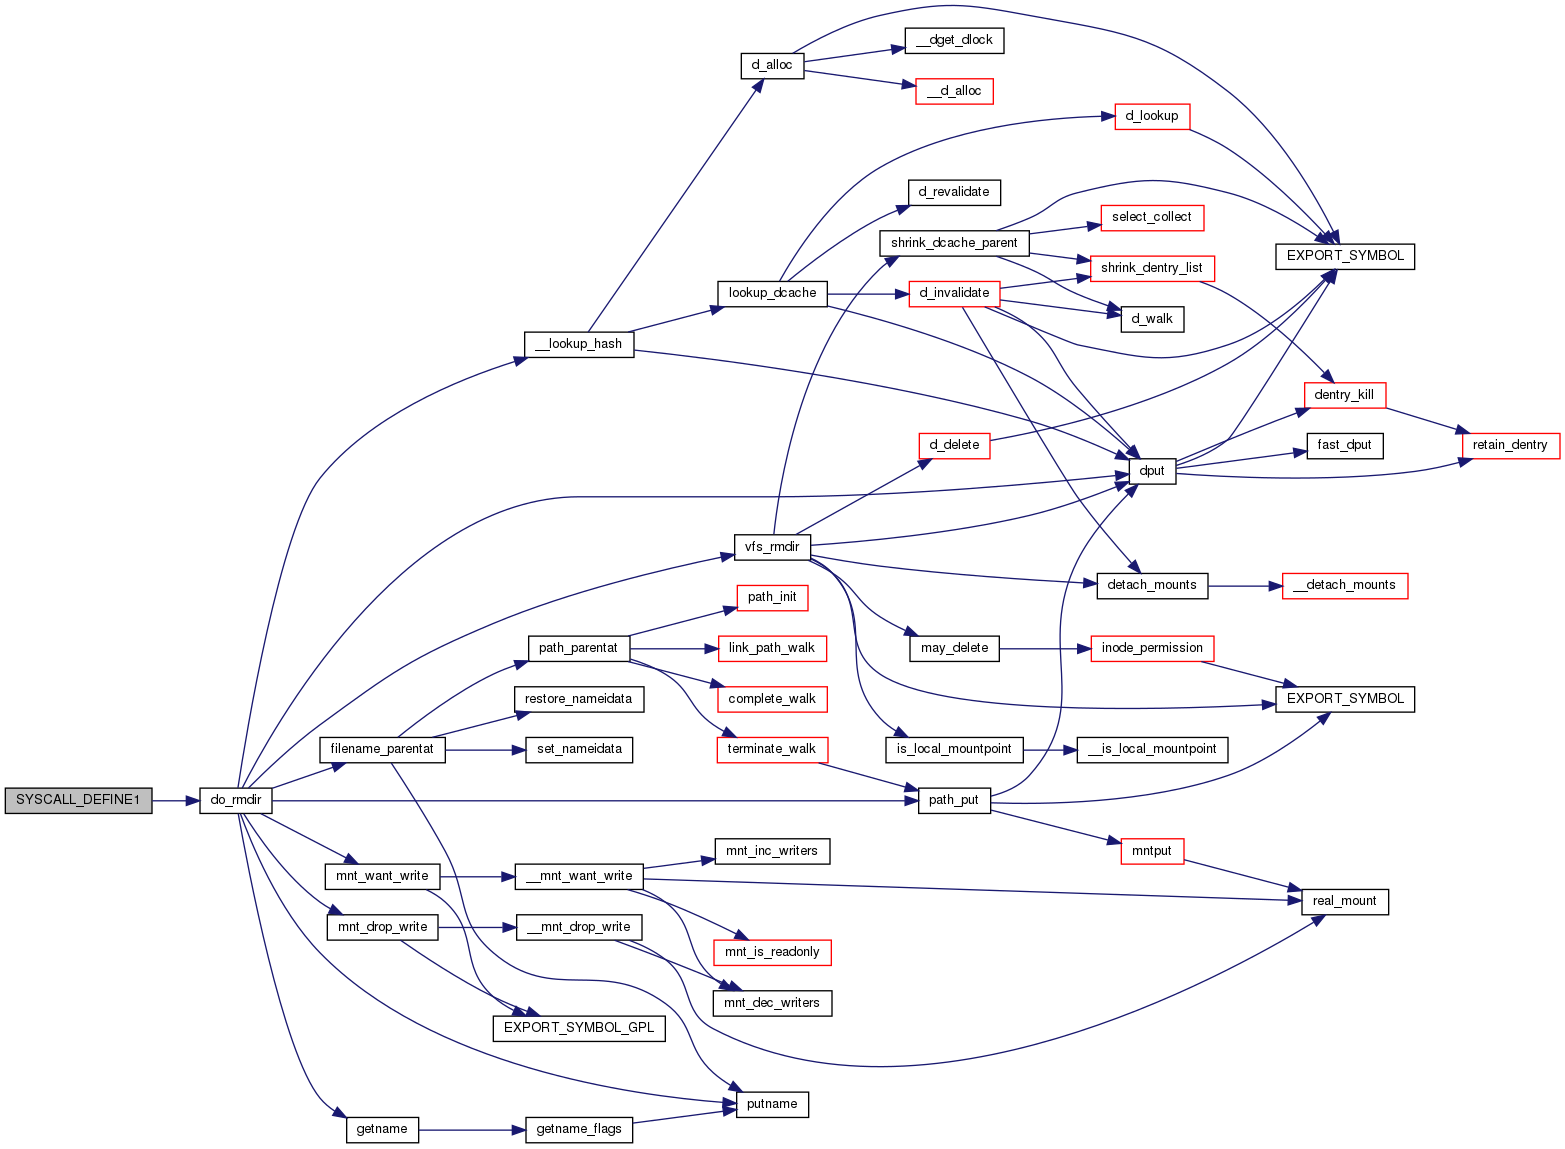 __dget_dlock
d_alloc
__d_alloc
d_lookup
d_revalidate
select_collect
shrink_dcache_parent
EXPORT_SYMBOL
shrink_dentry_list
lookup_dcache
d_invalidate
d_walk
__lookup_hash
dentry_kill
d_delete
fast_dput
retain_dentry
dput
vfs_rmdir
detach_mounts
__detach_mounts
path_init
path_parentat
link_path_walk
may_delete
inode_permission
restore_nameidata
complete_walk
EXPORT_SYMBOL
filename_parentat
set_nameidata
terminate_walk
is_local_mountpoint
__is_local_mountpoint
SYSCALL_DEFINE1
do_rmdir
path_put
mnt_inc_writers
mntput
mnt_want_write
__mnt_want_write
real_mount
mnt_drop_write
__mnt_drop_write
mnt_is_readonly
mnt_dec_writers
EXPORT_SYMBOL_GPL
putname
getname
getname_flags